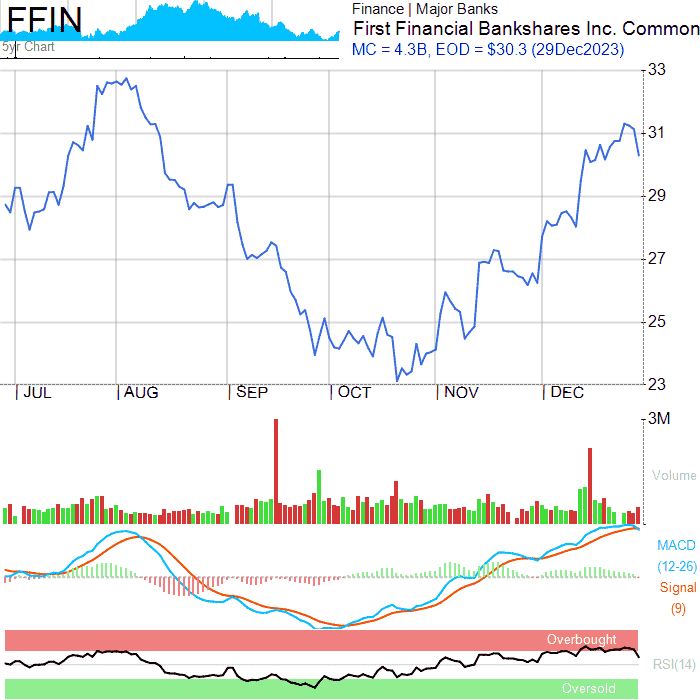 FFIN
5yr Chart
Finance | Major Banks
First Financial Bankshares Inc. Common
MC = 4.3B, EOD = $30.3 (29Dec2023)
33
31
29
27
25
23
JUL
AUG
SEP
OCT
NOV
DEC
3M
Volume
MACD
(12-26)
Signal
(9)
Overbought
RSI(14)
Oversold